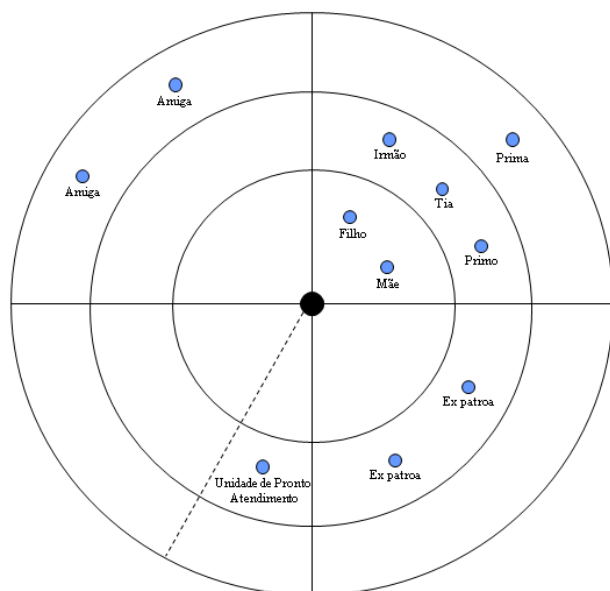 Amiga
Irmão
Prima
Amiga
Tia
Filho
Primo
Mãe
Ex patroa
Ex patroa
Unidade de Pronto
Atendimento